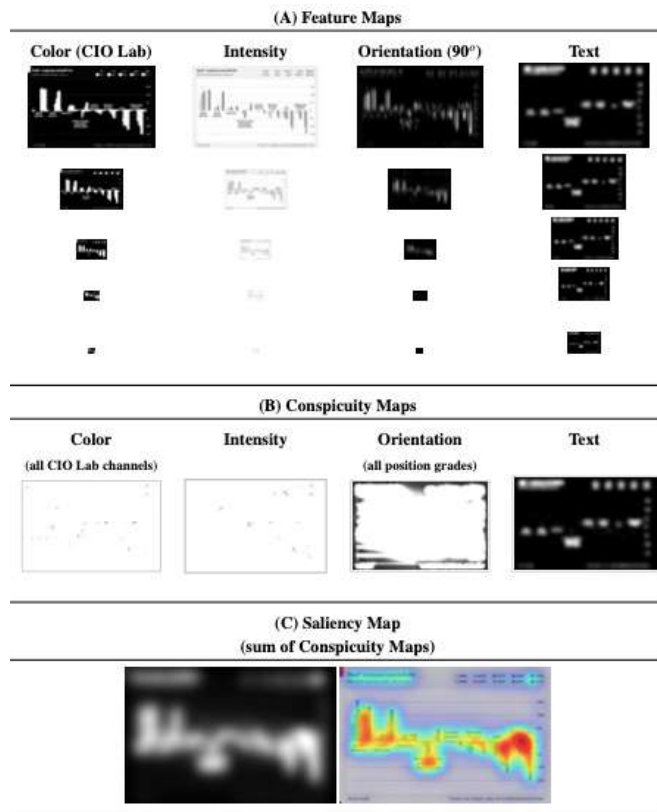 (A) Feature Maps
Color (CIO Lab) Intensity Orientation (90°) Text
(B) Conspicuity Maps
Color Intensity Orientation Text
(all CIO Lab channels) (all position grades)
(C) Saliency Map
(sum of Conspicuity Maps)